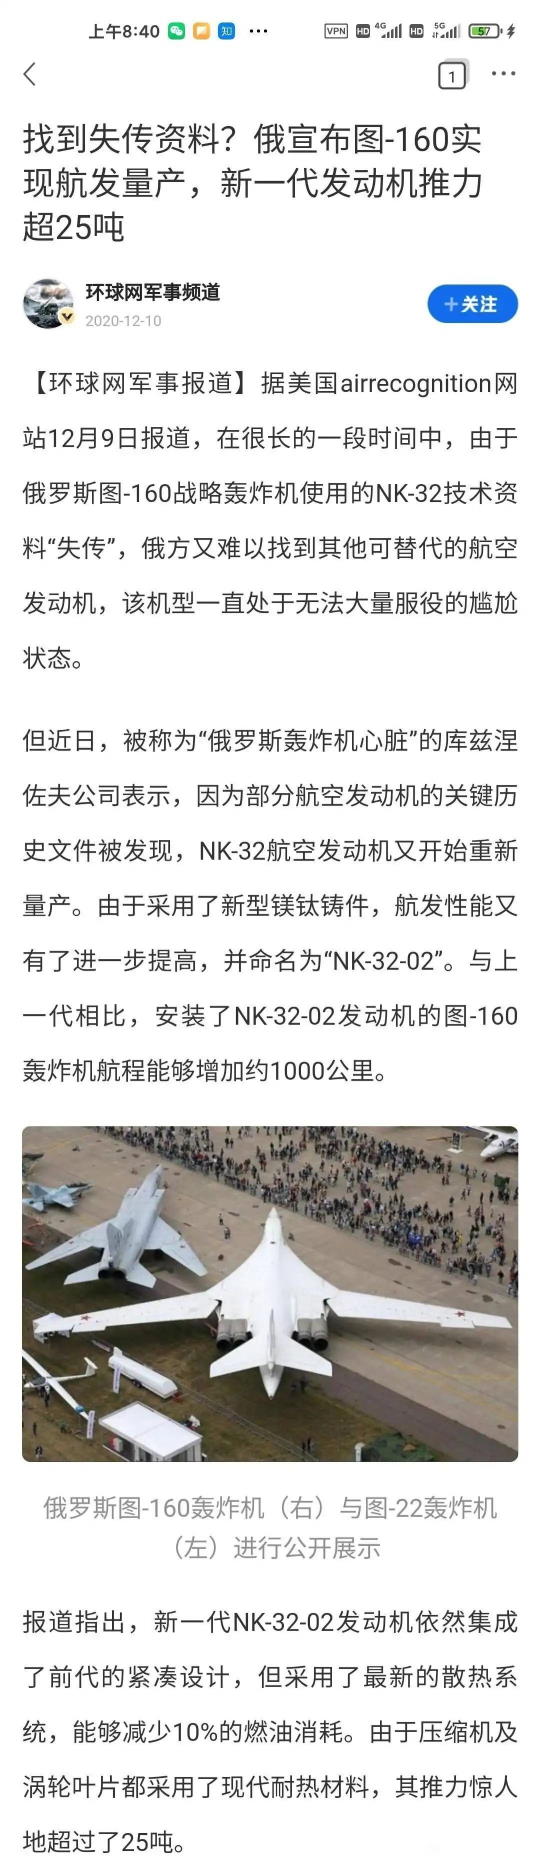 上午8:40 知 ... VPN HD 4G HD 5G 57
1
找到失传资料？俄宣布图-160实
现航发量产，新一代发动机推力
超25吨
环球网军事频道
2020-12-10
+关注
【环球网军事报道】据美国airrecognition网
站12月9日报道，在很长的一段时间中，由于
俄罗斯图-160战略轰炸机使用的NK-32技术资
料“失传”，俄方又难以找到其他可替代的航空
发动机，该机型一直处于无法大量服役的尴尬
状态。
但近日，被称为“俄罗斯轰炸机心脏”的库兹涅
佐夫公司表示，因为部分航空发动机的关键历
史文件被发现，NK-32航空发动机又开始重新
量产。由于采用了新型镁钛铸件，航发性能又
有了进一步提高，并命名为“NK-32-02”。与上
一代相比，安装了NK-32-02发动机的图-160
轰炸机航程能够增加约1000公里。
俄罗斯图-160轰炸机（右）与图-22轰炸机
（左）进行公开展示
报道指出，新一代NK-32-02发动机依然集成
了前代的紧凑设计，但采用了最新的散热系
统，能够减少10%的燃油消耗。由于压缩机及
涡轮叶片都采用了现代耐热材料，其推力惊人
地超过了25吨。